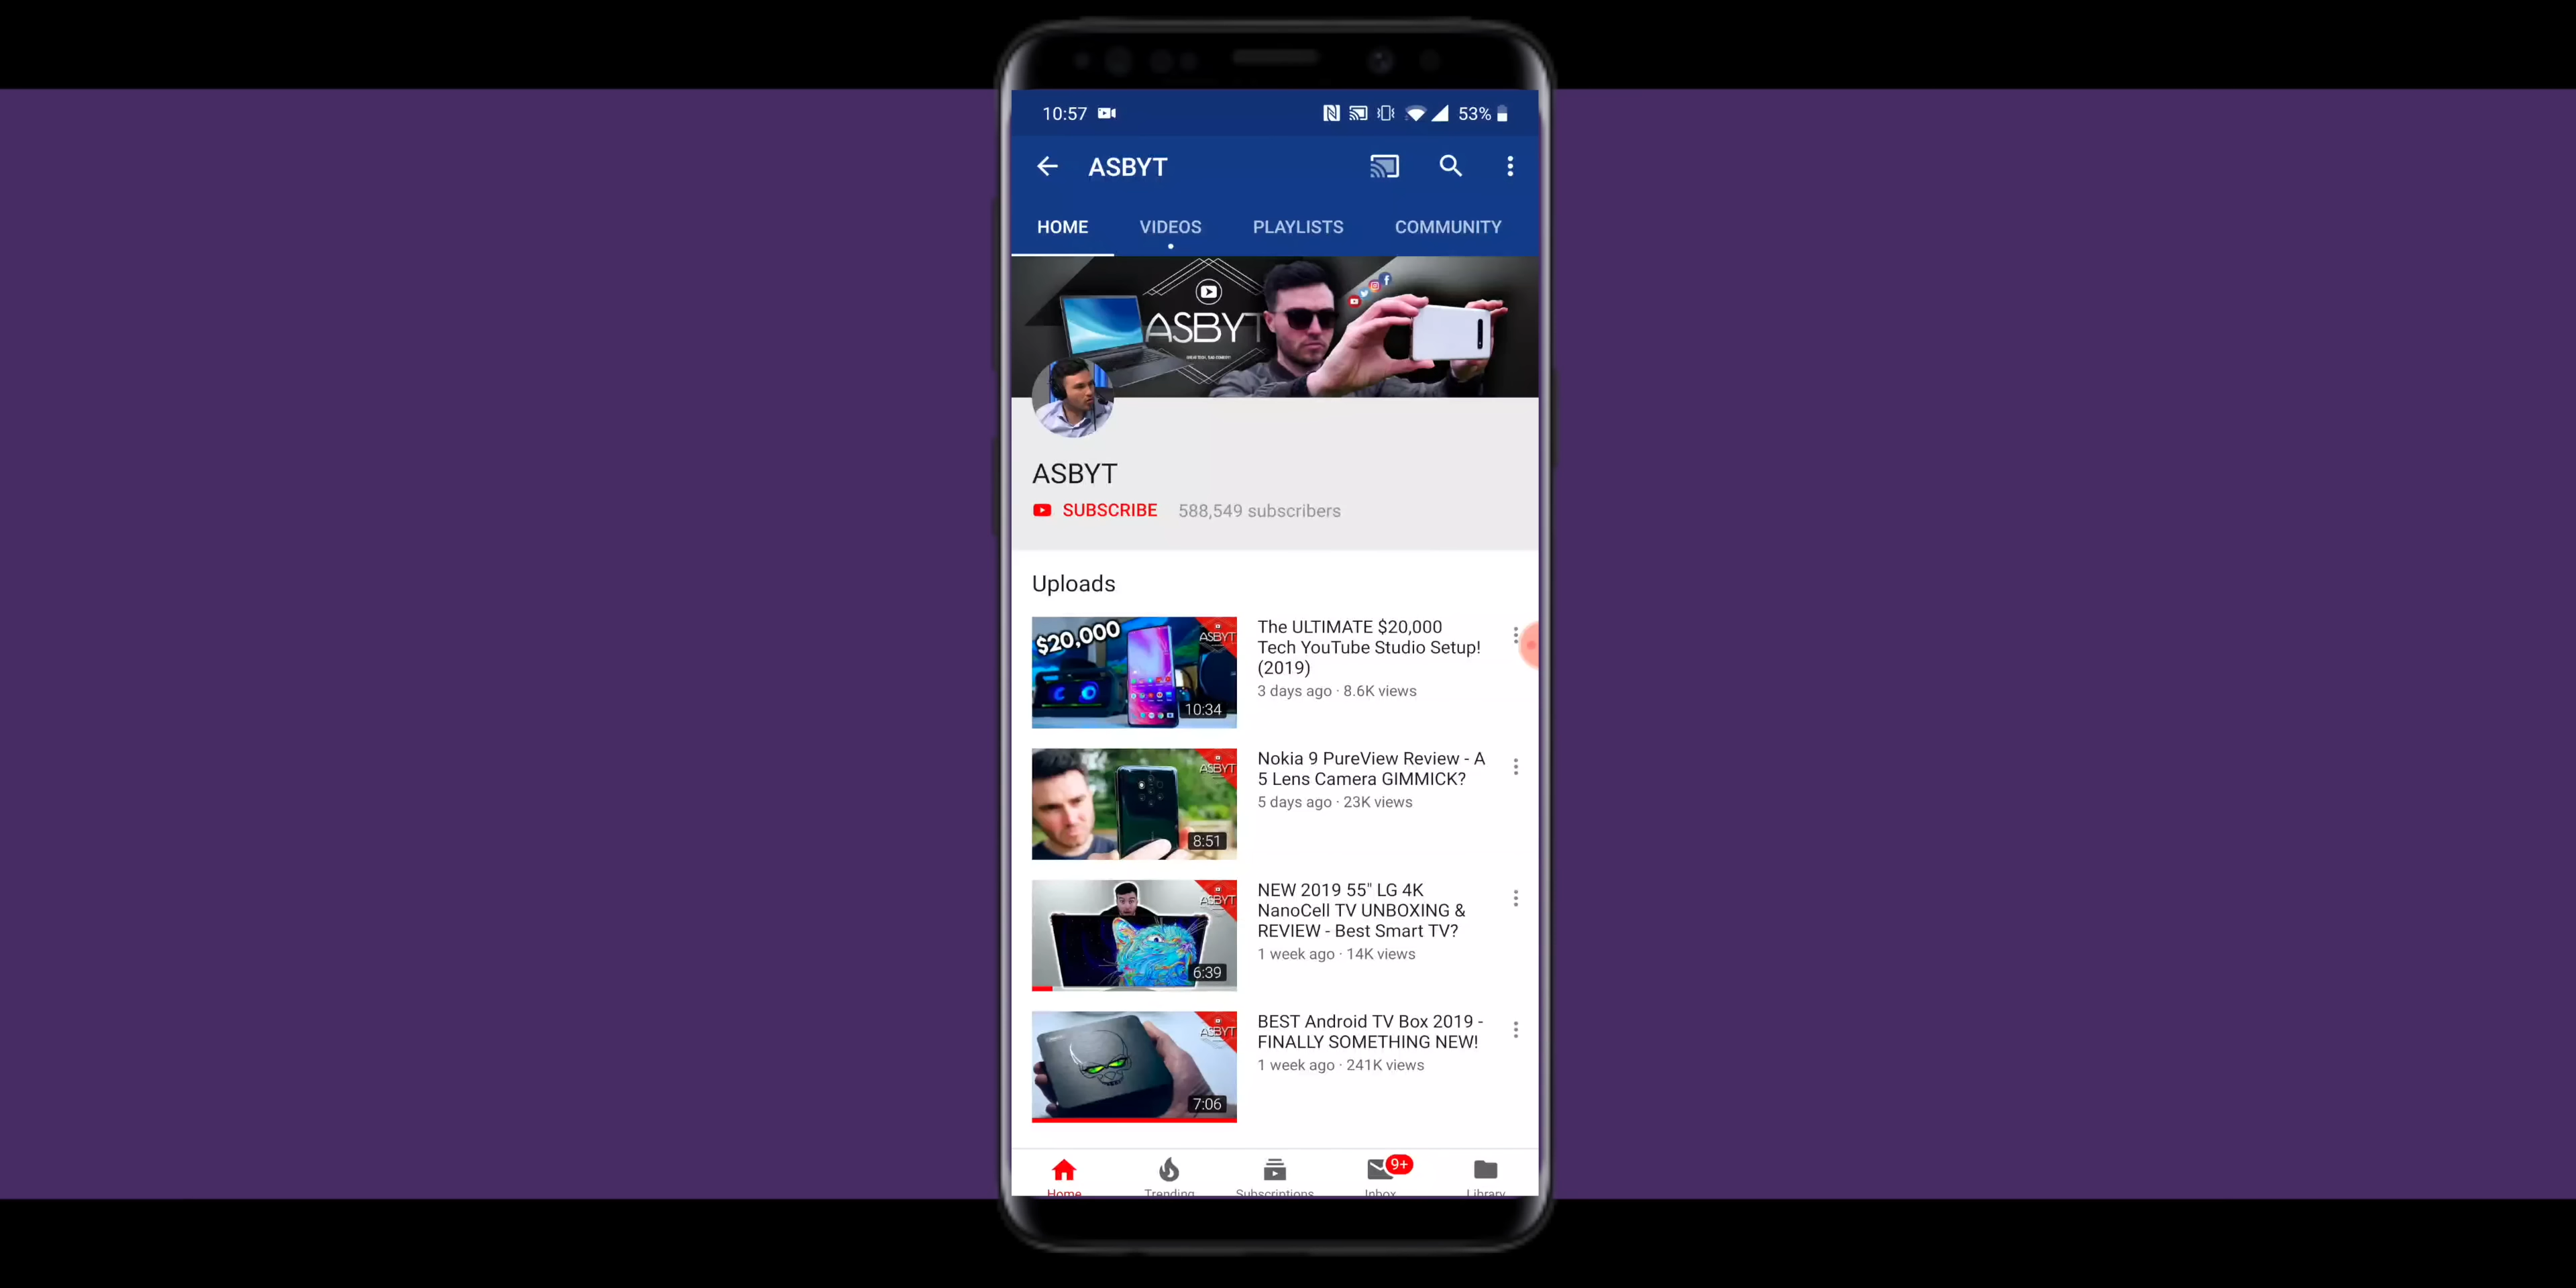 10:57
53%
ASBYT
HOME VIDEOS PLAYLISTS COMMUNITY
ASBYT
ASBYT
SUBSCRIBE 588,549 subscribers
Uploads
$20,000
ASBYT
10:34
The ULTIMATE $20,000
Tech YouTube Studio Setup!
(2019)
3 days ago · 8.6K views
ASBYT
8:51
Nokia 9 PureView Review - A
5 Lens Camera GIMMICK?
5 days ago · 23K views
ASBYT
6:39
NEW 2019 55" LG 4K
NanoCell TV UNBOXING &
REVIEW - Best Smart TV?
1 week ago · 14K views
ASBYT
7:06
BEST Android TV Box 2019 -
FINALLY SOMETHING NEW!
1 week ago · 241K views
9+
Home Trending Subscriptions Inbox Library